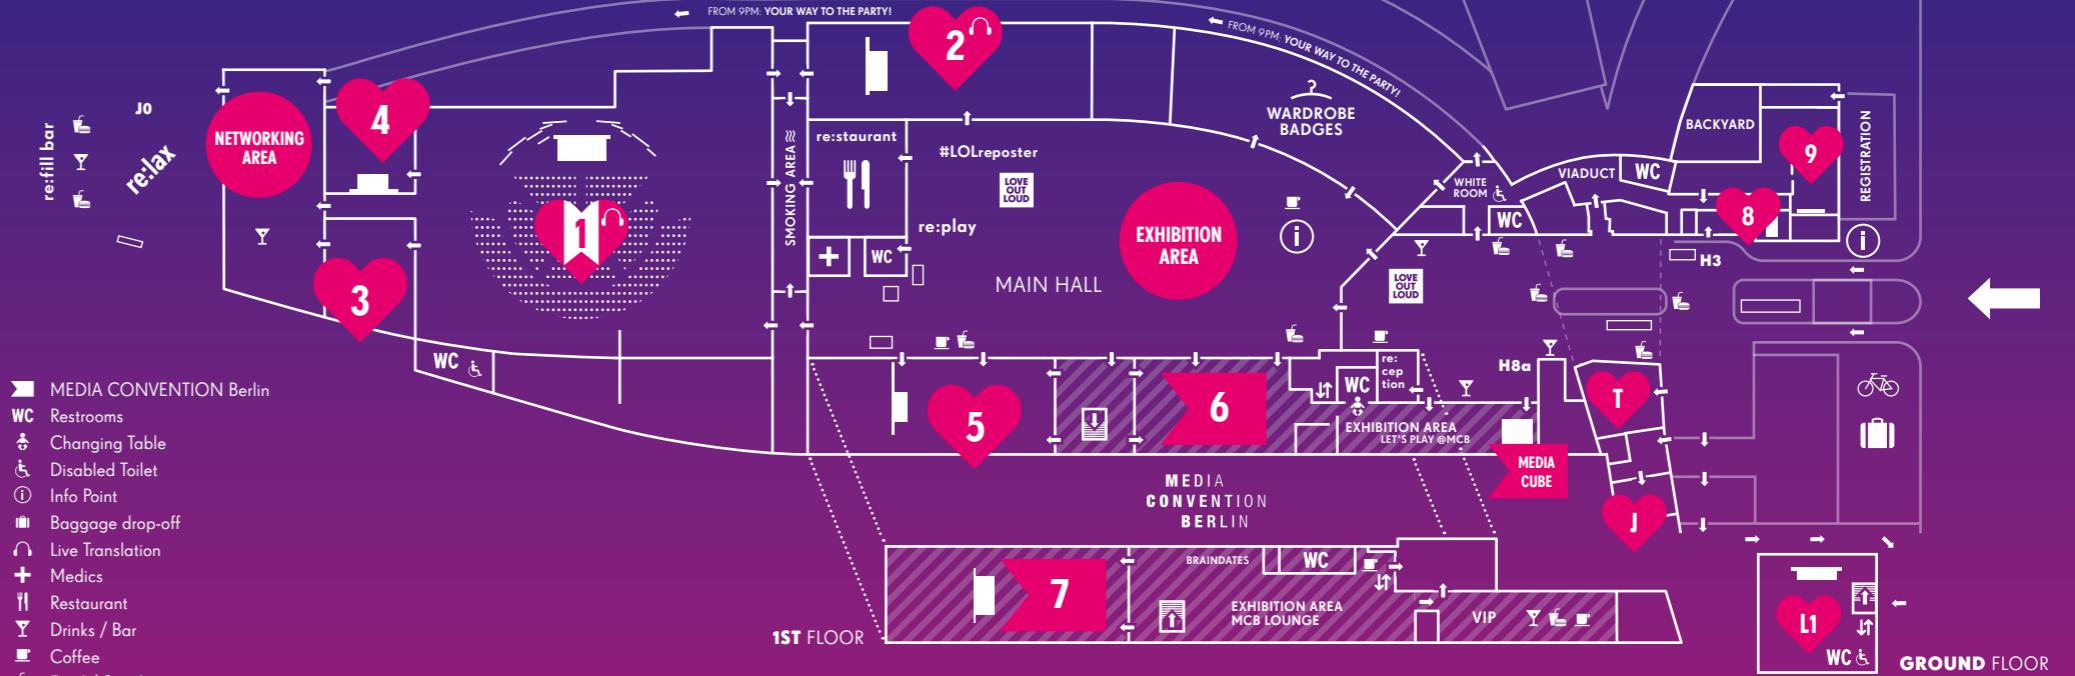 FROM 9PM: YOUR WAY TO THE PARTY!
FROM 9PM: YOUR WAY TO THE PARTY!
re:fill bar
J0
re:lax
NETWORKING
AREA
4
3
1
2
SMOKING AREA
re:staurant
#LOLreposter
LOVE
OUT
LOUD
re:play
WC
MAIN HALL
EXHIBITION
AREA
WARDROBE
BADGES
i
LOVE
OUT
LOUD
WHITE
ROOM
WC
VIADUCT
WC
BACKYARD
9
8
REGISTRATION
i
H3
H8a
T
J
WC
5
6
WC
re:
cep
tion
EXHIBITION AREA
LET'S PLAY @MCB
MEDIA
CUBE
MEDIA
CONVENTION
BERLIN
7
BRAINDATES
WC
EXHIBITION AREA
MCB LOUNGE
VIP
1ST FLOOR
L1
WC
GROUND FLOOR
MEDIA CONVENTION Berlin
WC Restrooms
Changing Table
Disabled Toilet
i Info Point
Baggage drop-off
Live Translation
Medics
Restaurant
Drinks / Bar
Coffee